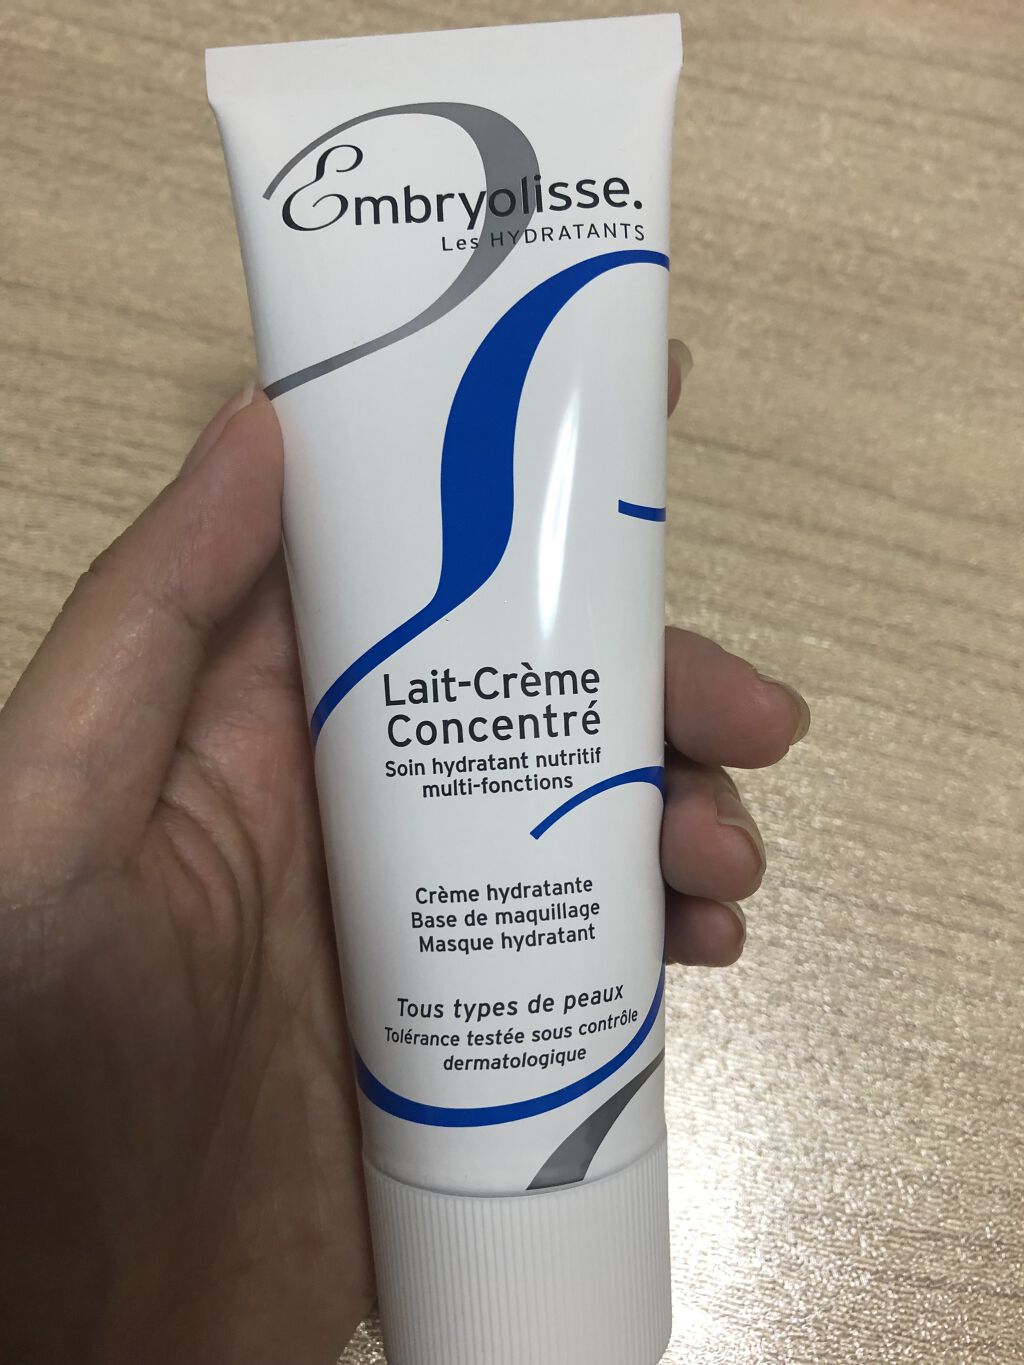 Embryolisse.
Les HYDRATANTS
Lait-Crème
Concentré
Soin hydratant nutritif
multi-fonctions
Crème hydratante
Base de maquillage
Masque hydratant
Tous types de peaux
Tolérance testée sous contrôle
dermatologique